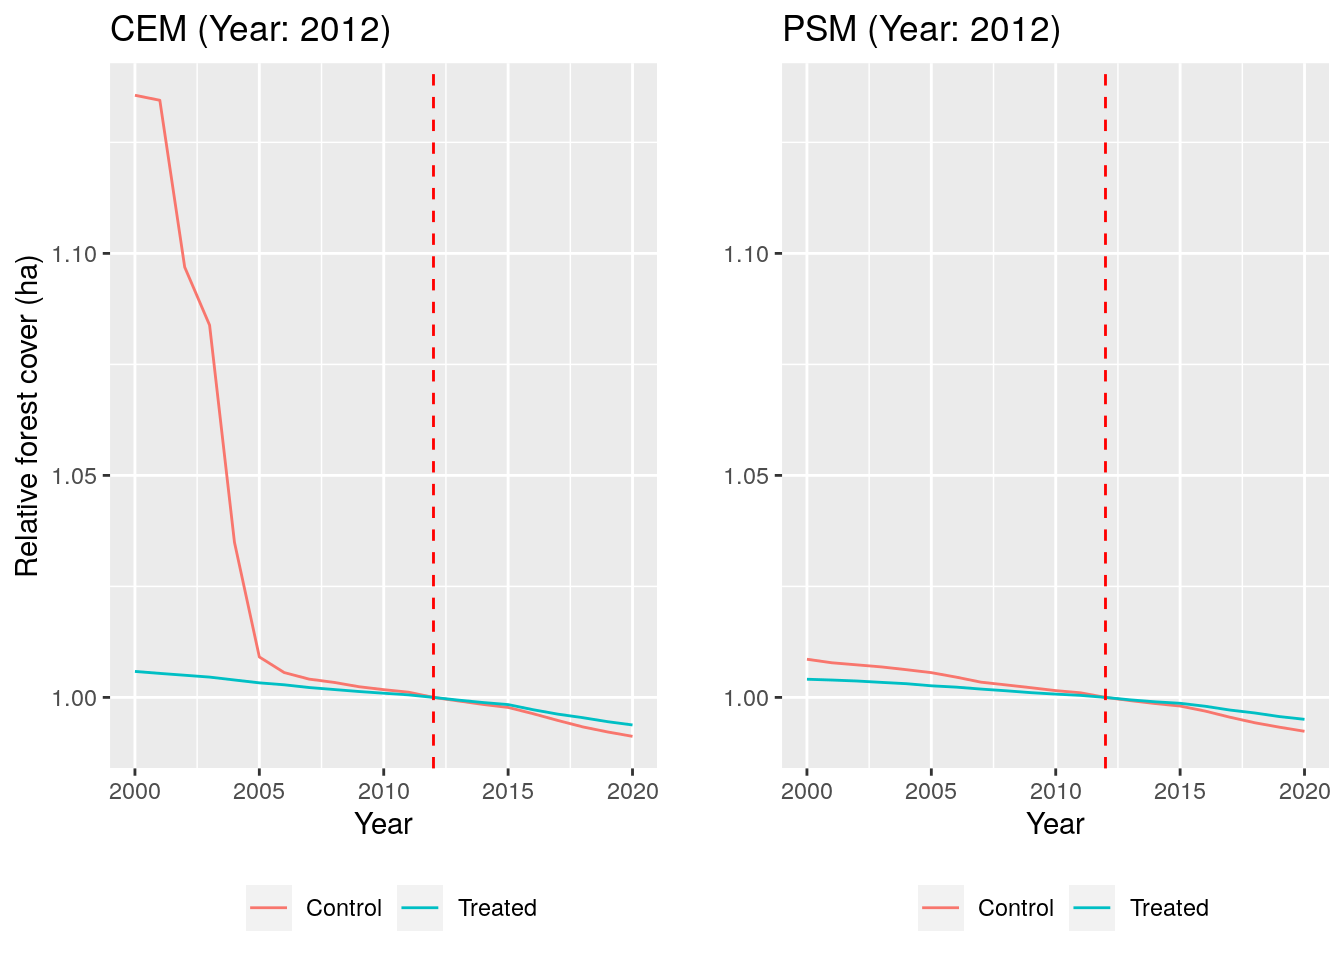 CEM (Year: 2012)
Relative forest cover (ha)
1.10
1.05
1.00
2000 2005 2010 2015 2020
Year
Control Treated
PSM (Year: 2012)
1.10
1.05
1.00
2000 2005 2010 2015 2020
Year
Control Treated